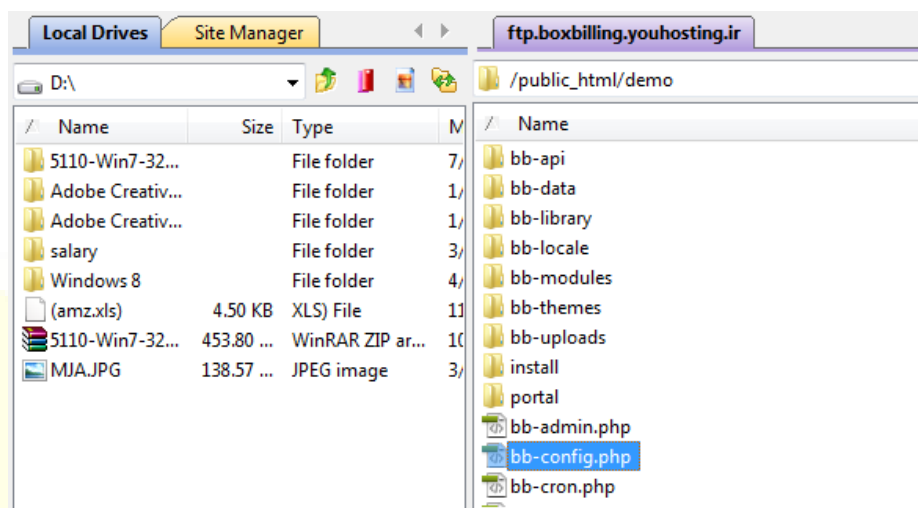 Local Drives Site Manager ftp.boxbilling.youhosting.ir
D:\ /public_html/demo
Name Size Type M Name
5110-Win7-32... File folder 7/ bb-api
Adobe Creativ... File folder 1/ bb-data
Adobe Creativ... File folder 1/ bb-library
salary File folder 3/ bb-locale
Windows 8 File folder 4/ bb-modules
(amz.xls) 4.50 KB XLS) File 11 bb-themes
5110-Win7-32... 453.80 ... WinRAR ZIP ar... 10 bb-uploads
MJA.JPG 138.57 ... JPEG image 3/ install
portal
bb-admin.php
bb-config.php
bb-cron.php